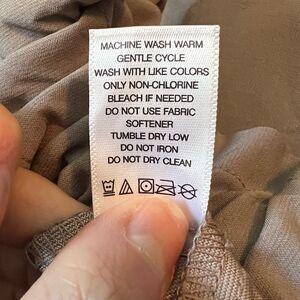 MACHINE WASH WARM
GENTLE CYCLE
WASH WITH LIKE COLORS
ONLY NON-CHLORINE
BLEACH IF NEEDED
DO NOT USE FABRIC
SOFTENER
TUMBLE DRY LOW
DO NOT IRON
DO NOT DRY CLEAN